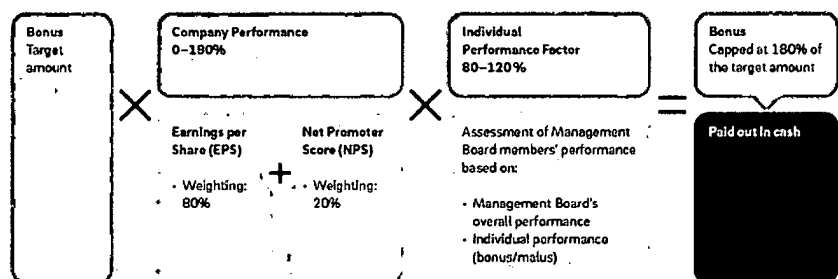 Bonus
Target
amount
×
Company Performance
0–180%
Earnings per
Share (EPS)
• Weighting:
80%
+
Net Promoter
Score (NPS)
• Weighting:
20%
×
Individual
Performance Factor
80–120%
Assessment of Management
Board members' performance
based on:
• Management Board's
overall performance
• Individual performance
(bonus/malus)
=
Bonus
Capped at 180% of
the target amount
Paid out in cash